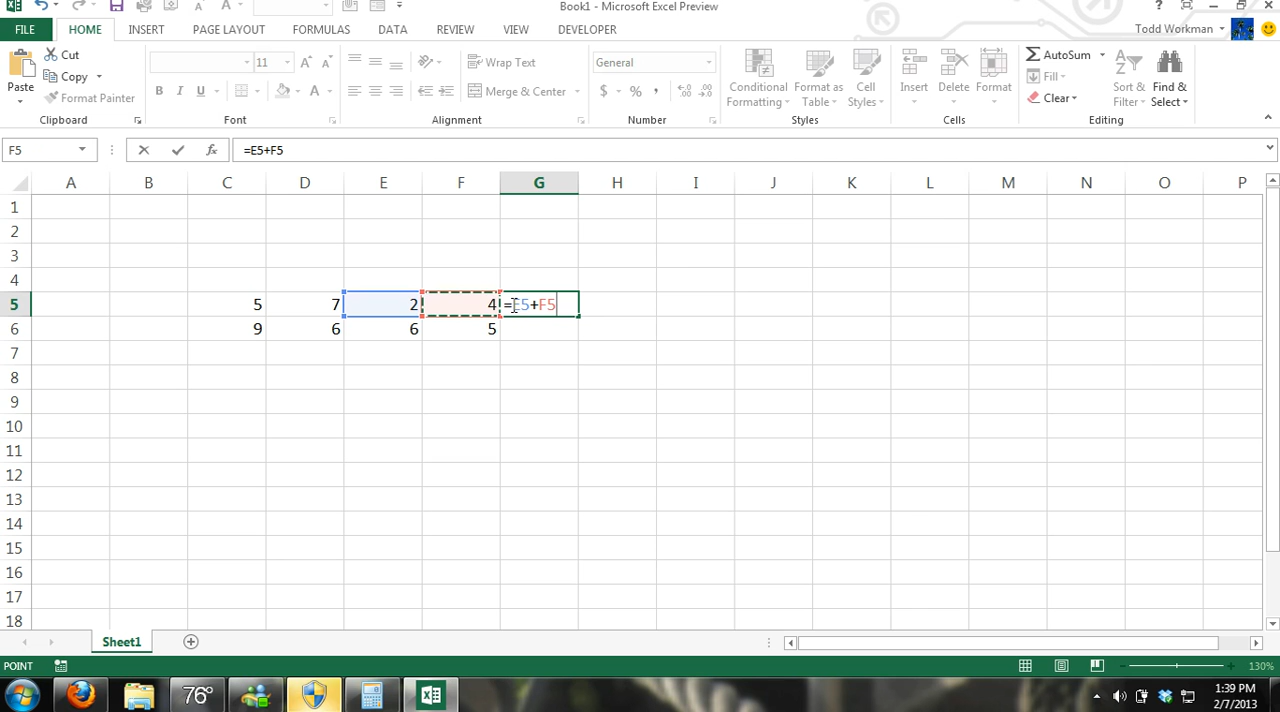 Book1 - Microsoft Excel Preview
FILE HOME INSERT PAGE LAYOUT FORMULAS DATA REVIEW VIEW DEVELOPER Todd Workman
Paste Cut Copy Format Painter
Clipboard
11
B I U A
Font
Wrap Text
Merge & Center
Alignment
General
$ % ,
Number
Conditional Formatting Format as Table Cell Styles
Styles
Insert Delete Format
Cells
AutoSum
Fill
Clear
Sort & Filter Find & Select
Editing
F5 fx =E5+F5
A B C D E F G H I J K L M N O P
1
2
3
4
5 5 7 2 4 =E5+F5
6 9 6 6 5
7
8
9
10
11
12
13
14
15
16
17
18
Sheet1
POINT 130%
76° 1:39 PM
2/7/2013